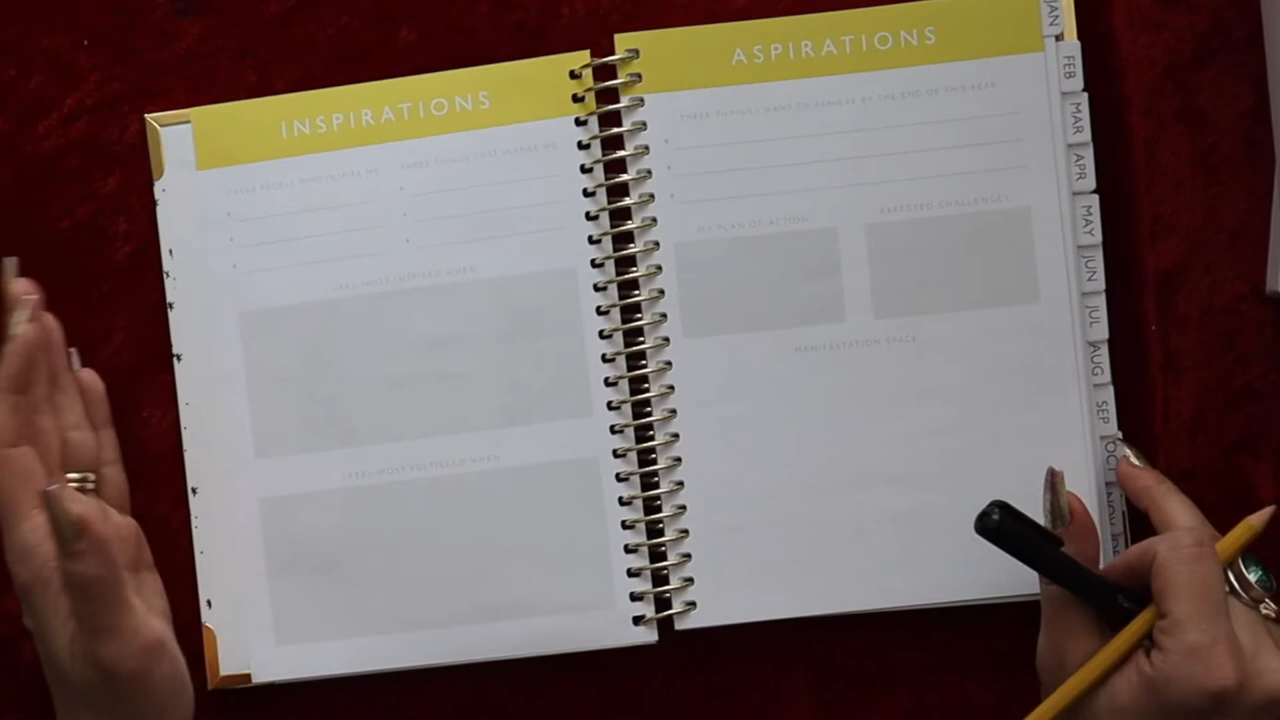 INSPIRATIONS
THREE PEOPLE WHO INSPIRE ME
THREE THINGS THAT INSPIRE ME
I FEEL MOST INSPIRED WHEN
I FEEL MOST FULFILLED WHEN
ASPIRATIONS
THREE THINGS I WANT TO ACHIEVE BY THE END OF THIS YEAR
MY PLAN OF ACTION
EXPECTED CHALLENGES
MANIFESTATION SPACE
JAN
FEB
MAR
APR
MAY
JUN
JUL
AUG
SEP
OCT
NOV